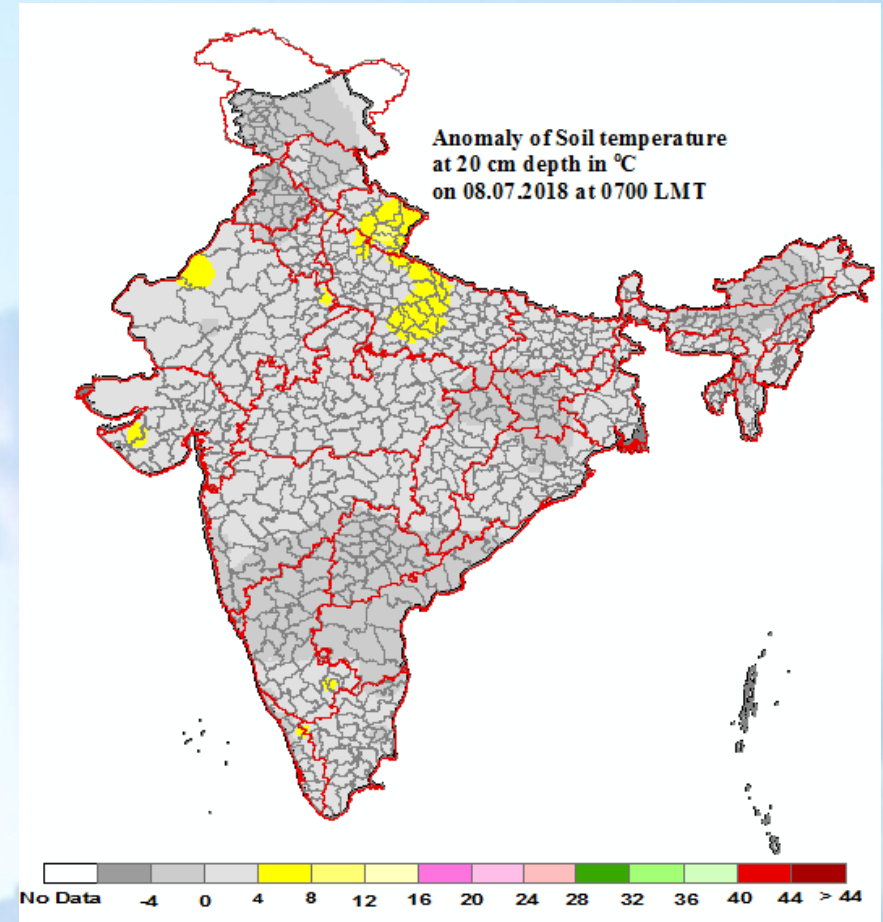 Anomaly of Soil temperature
at 20 cm depth in °C
on 08.07.2018 at 0700 LMT
No Data -4 0 4 8 12 16 20 24 28 32 36 40 44 > 44